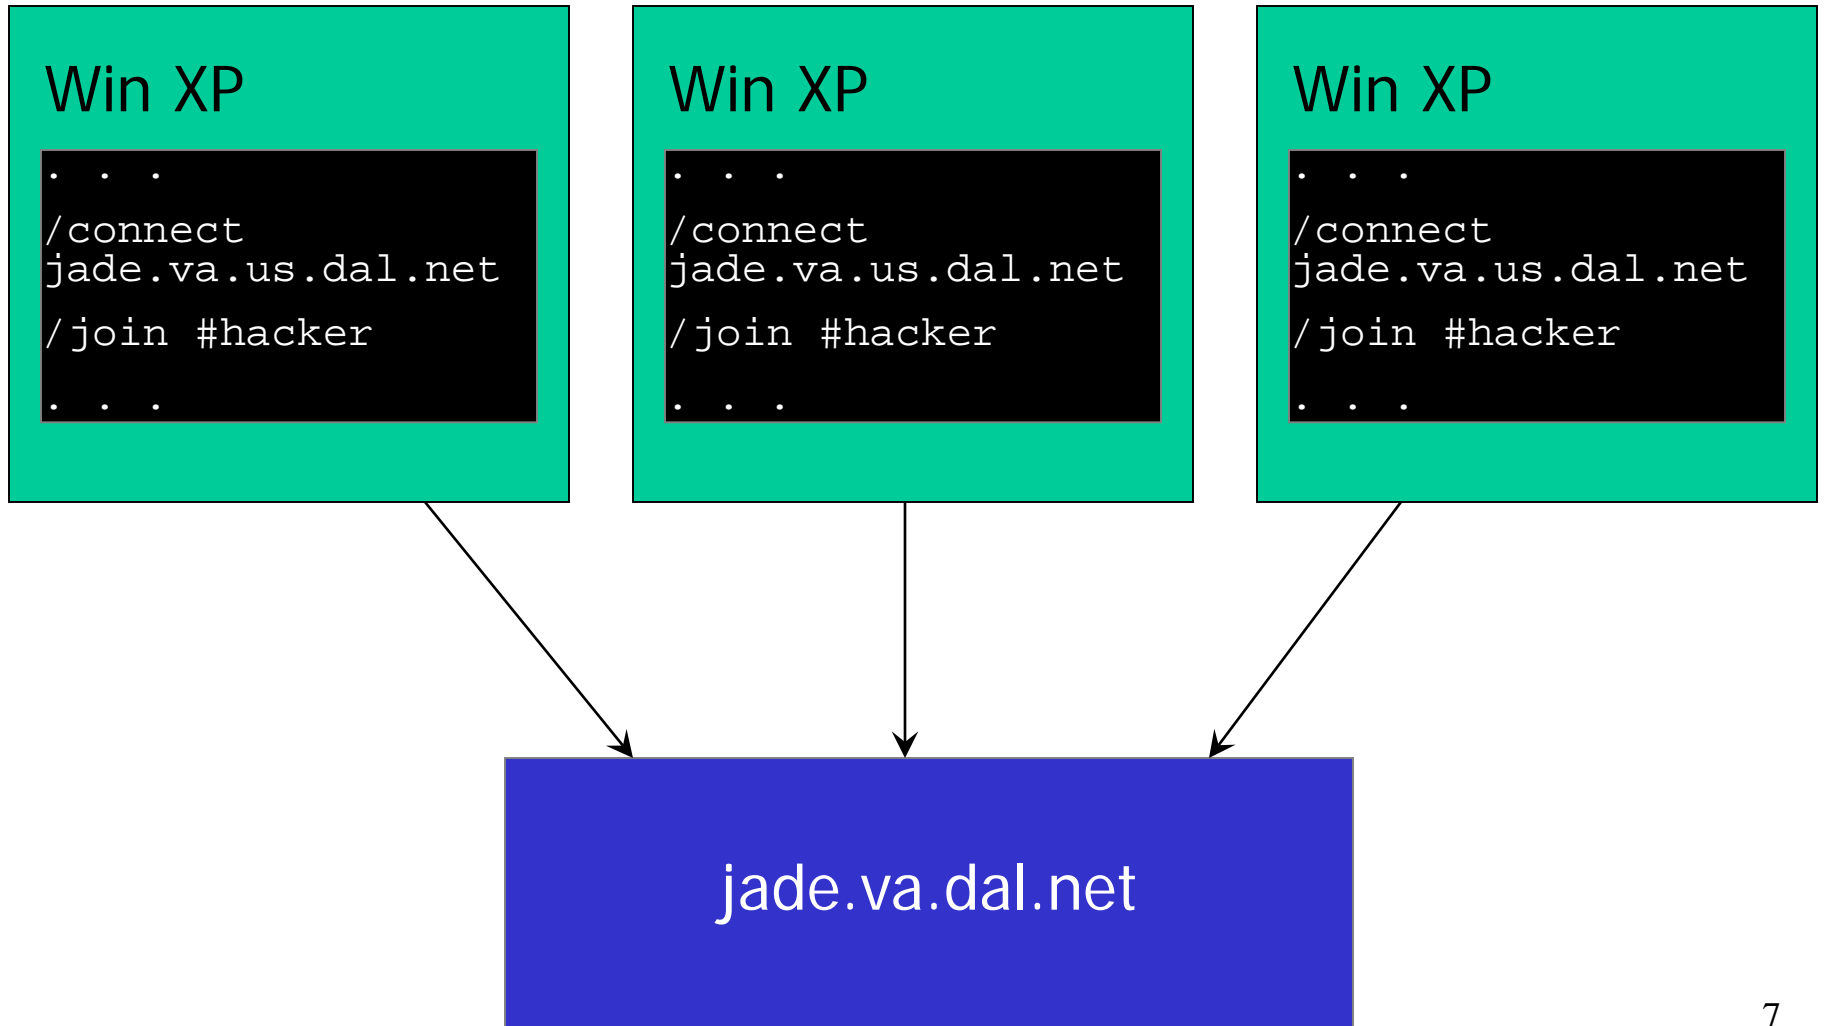 Win XP
. . .
/connect
jade.va.us.dal.net
/join #hacker
. . .
Win XP
. . .
/connect
jade.va.us.dal.net
/join #hacker
. . .
Win XP
. . .
/connect
jade.va.us.dal.net
/join #hacker
. . .
jade.va.dal.net
7